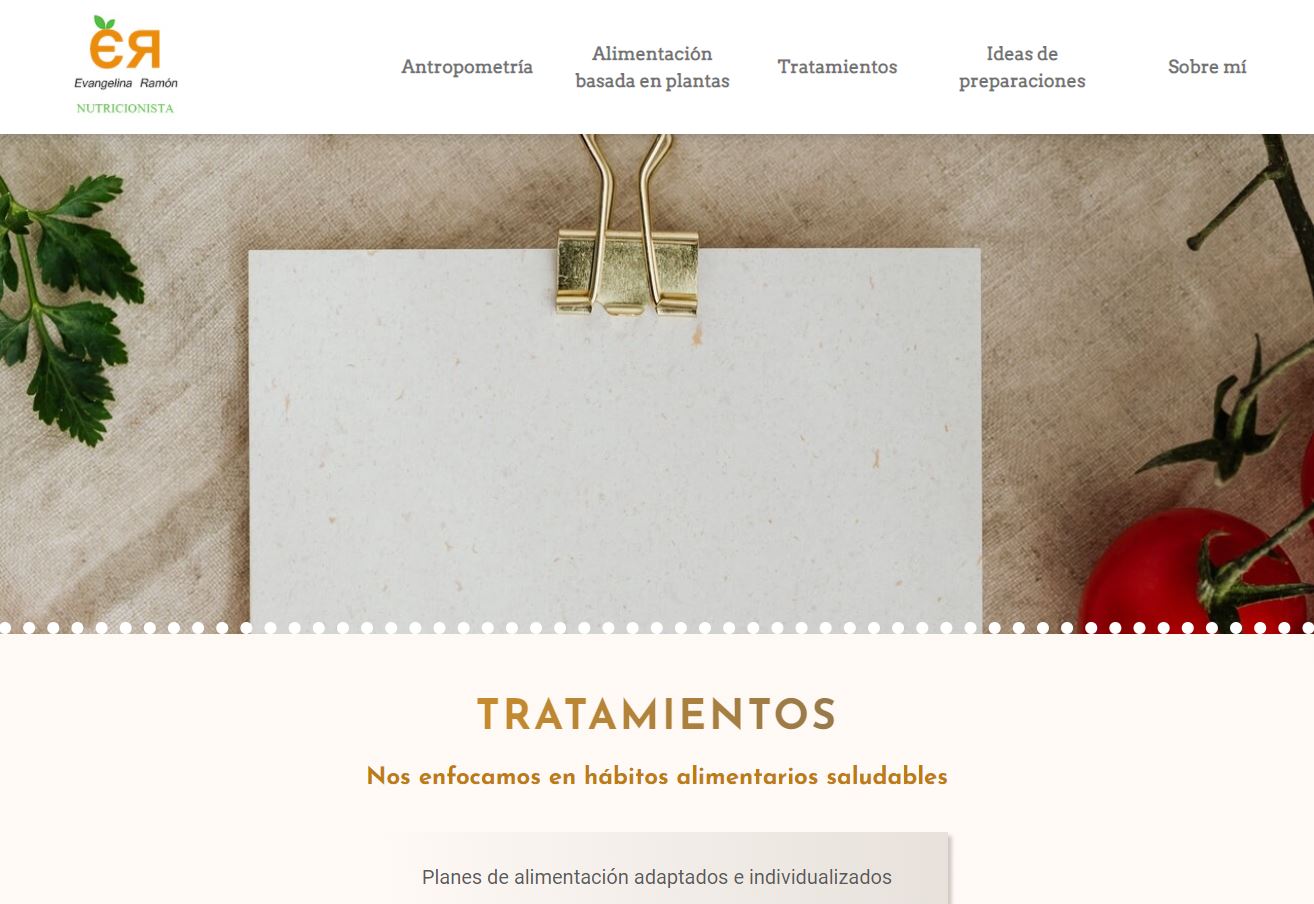 ER
Evangelina Ramón
NUTRICIONISTA
Antropometría
Alimentación
basada en plantas
Tratamientos
Ideas de
preparaciones
Sobre mí
TRATAMIENTOS
Nos enfocamos en hábitos alimentarios saludables
Planes de alimentación adaptados e individualizados